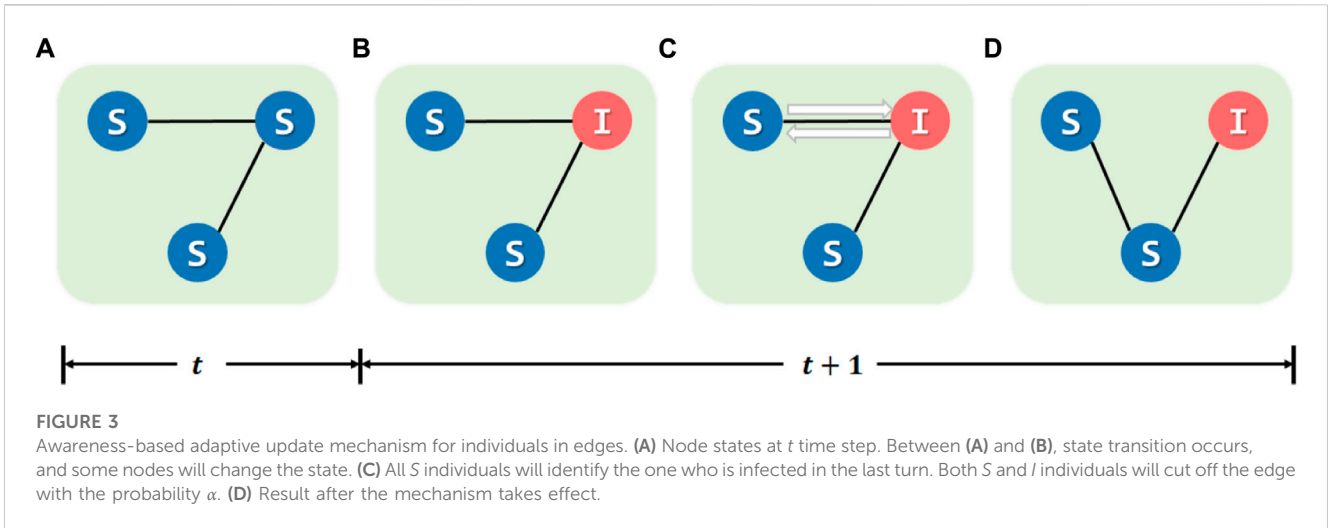 A B C D
S S S I S I S I
S S S S
t t + 1
FIGURE 3
Awareness-based adaptive update mechanism for individuals in edges. (A) Node states at t time step. Between (A) and (B), state transition occurs,
and some nodes will change the state. (C) All S individuals will identify the one who is infected in the last turn. Both S and I individuals will cut off the edge
with the probability α. (D) Result after the mechanism takes effect.